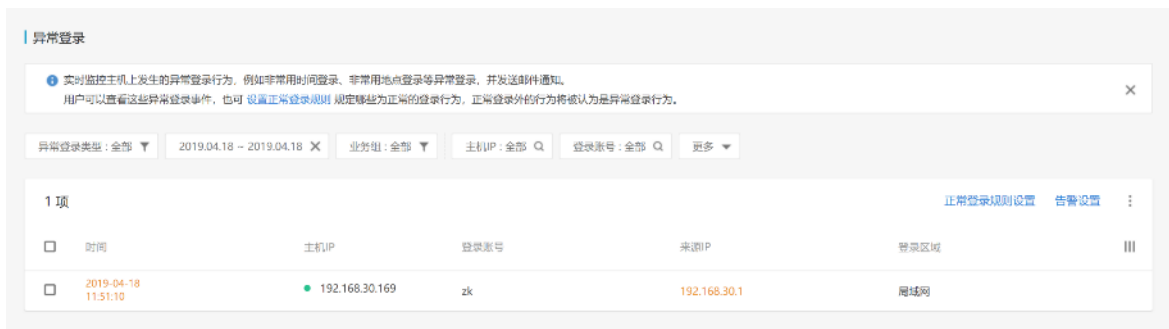 异常登录
实时监控主机上发生的异常登录行为，例如非常用时间登录、非常用地点登录等异常登录，并发送邮件通知。
用户可以查看这些异常登录事件，也可 设置正常登录规则 规定哪些为正常的登录行为，正常登录外的行为将被认为是异常登录行为。
异常登录类型：全部 2019.04.18 ~ 2019.04.18 业务组：全部 主机IP：全部 登录账号：全部 更多
1 项 正常登录规则设置 告警设置
时间 主机IP 登录账号 来源IP 登录区域
2019-04-18
11:51:10
192.168.30.169 zk 192.168.30.1 局域网